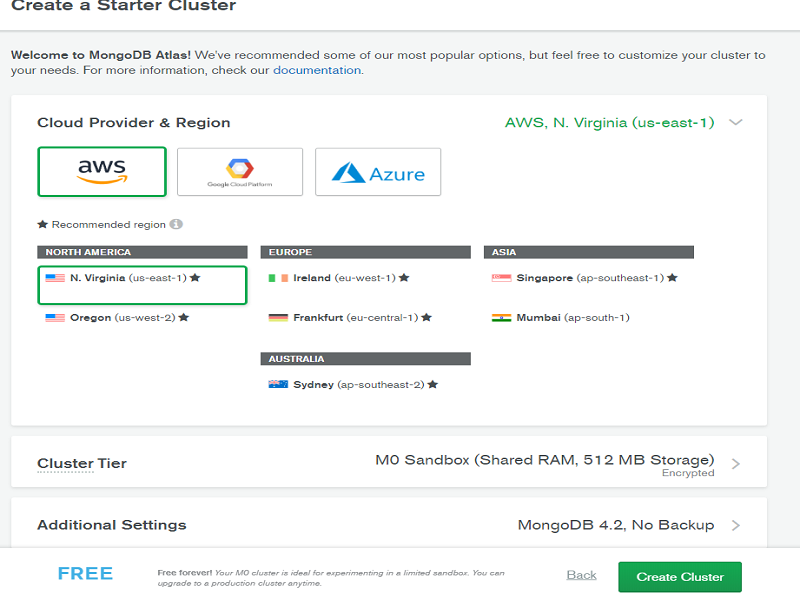 Create a Starter Cluster
Welcome to MongoDB Atlas! We've recommended some of our most popular options, but feel free to customize your cluster to
your needs. For more information, check our documentation.
Cloud Provider & Region
AWS, N. Virginia (us-east-1)
aws
Google Cloud Platform
Azure
Recommended region
NORTH AMERICA
N. Virginia (us-east-1)
Oregon (us-west-2)
EUROPE
Ireland (eu-west-1)
Frankfurt (eu-central-1)
AUSTRALIA
Sydney (ap-southeast-2)
ASIA
Singapore (ap-southeast-1)
Mumbai (ap-south-1)
Cluster Tier
M0 Sandbox (Shared RAM, 512 MB Storage)
Encrypted
Additional Settings
MongoDB 4.2, No Backup
FREE
Free forever! Your M0 cluster is ideal for experimenting in a limited sandbox. You can
upgrade to a production cluster anytime.
Back
Create Cluster